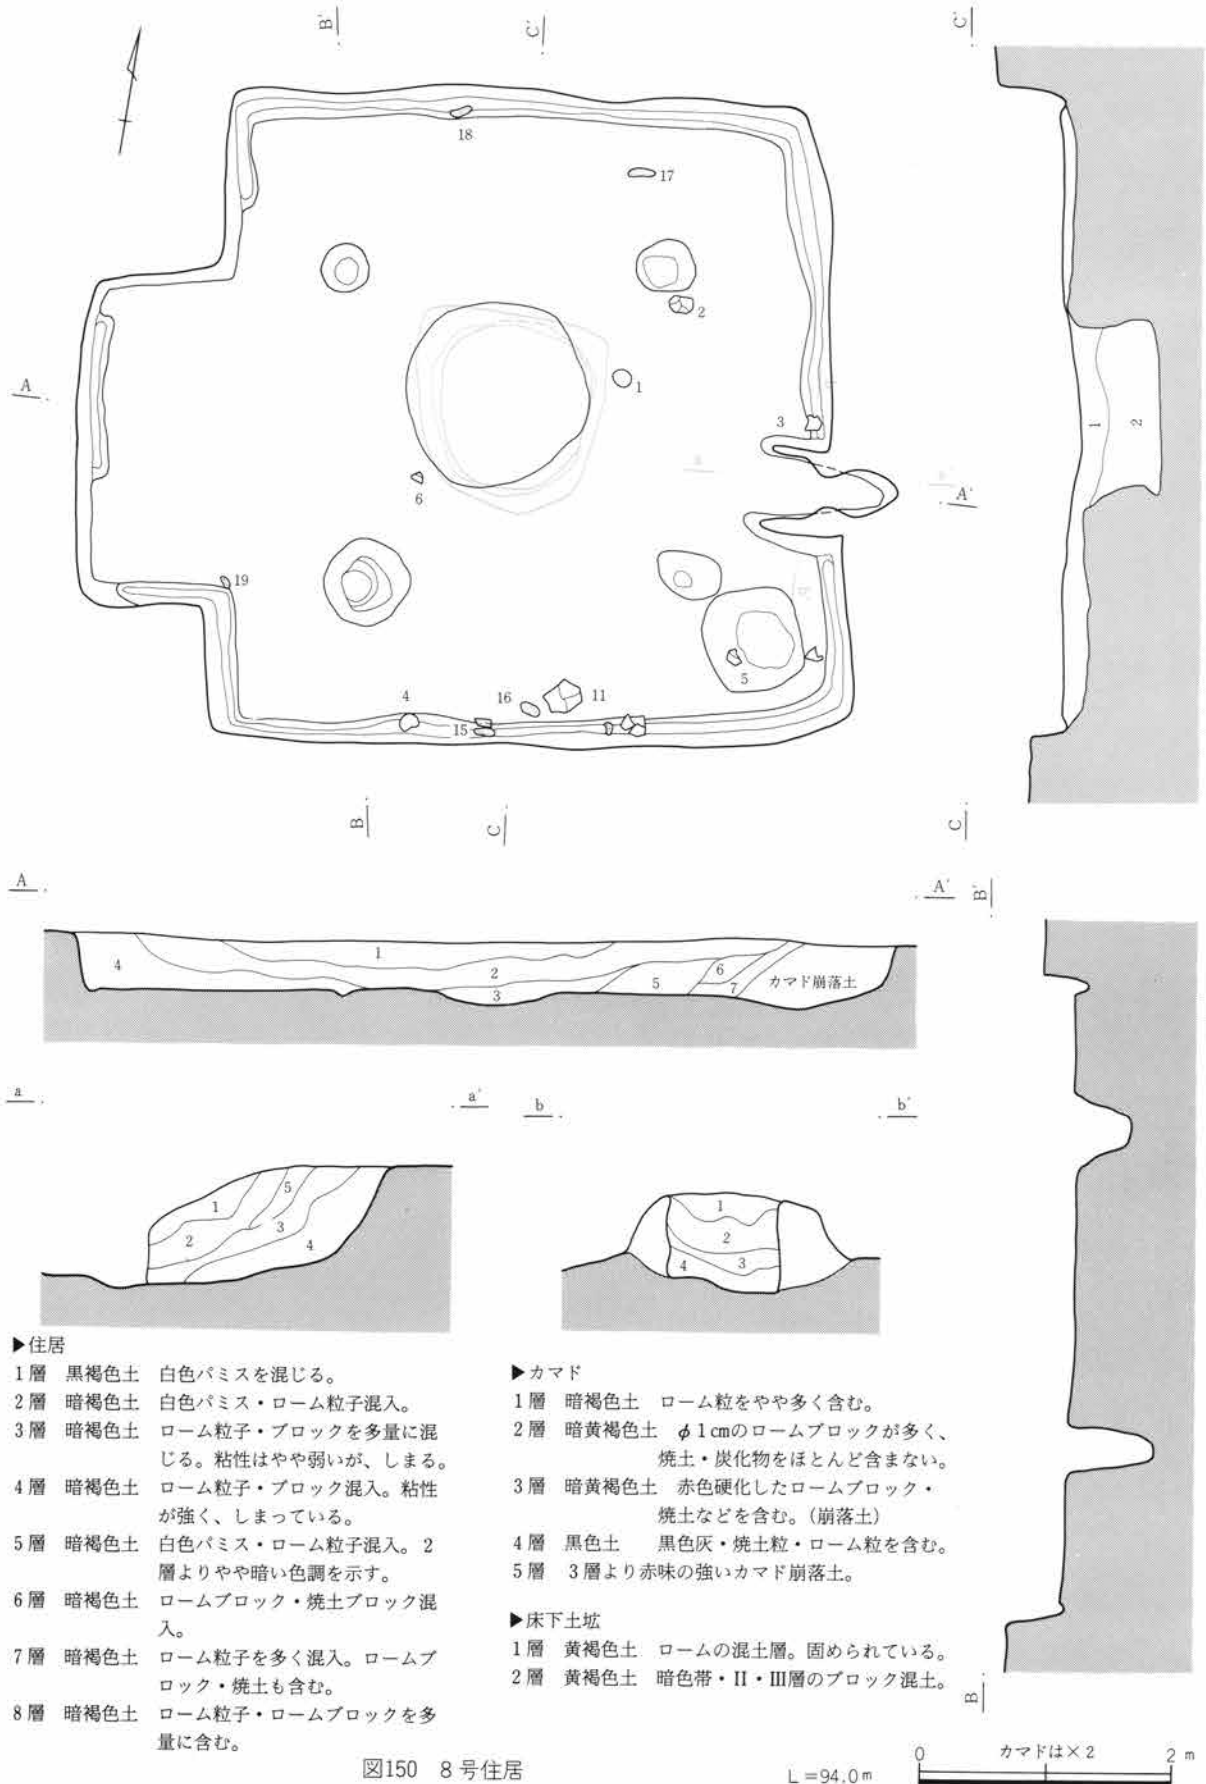 B'
C'
C'
18
17
2
1
A
3
a
a'
A'
6
1
2
19
b
5
4
16
11
15
B
C
C
A
A'
B'
1
4
2
6
5
7
カマド崩落土
3
a
a'
b
b'
5
1
3
2
4
1
2
4
3
▶住居
1層 黒褐色土 白色パミスを混じる。
2層 暗褐色土 白色パミス・ローム粒子混入。
3層 暗褐色土 ローム粒子・ブロックを多量に混
じる。粘性はやや弱いが、しまる。
4層 暗褐色土 ローム粒子・ブロック混入。粘性
が強く、しまっている。
5層 暗褐色土 白色パミス・ローム粒子混入。2
層よりやや暗い色調を示す。
6層 暗褐色土 ロームブロック・焼土ブロック混
入。
7層 暗褐色土 ローム粒子を多く混入。ロームブ
ロック・焼土も含む。
8層 暗褐色土 ローム粒子・ロームブロックを多
量に含む。
▶カマド
1層 暗褐色土 ローム粒をやや多く含む。
2層 暗黄褐色土 φ1cmのロームブロックが多く、
焼土・炭化物をほとんど含まない。
3層 暗黄褐色土 赤色硬化したロームブロック・
焼土などを含む。(崩落土)
4層 黒色土 黒色灰・焼土粒・ローム粒を含む。
5層 3層より赤味の強いカマド崩落土。
▶床下土坑
1層 黄褐色土 ロームの混土層。固められている。
2層 黄褐色土 暗色帯・II・III層のブロック混土。
B
図150 8号住居
L=94.0m
0 カマドは×2 2 m